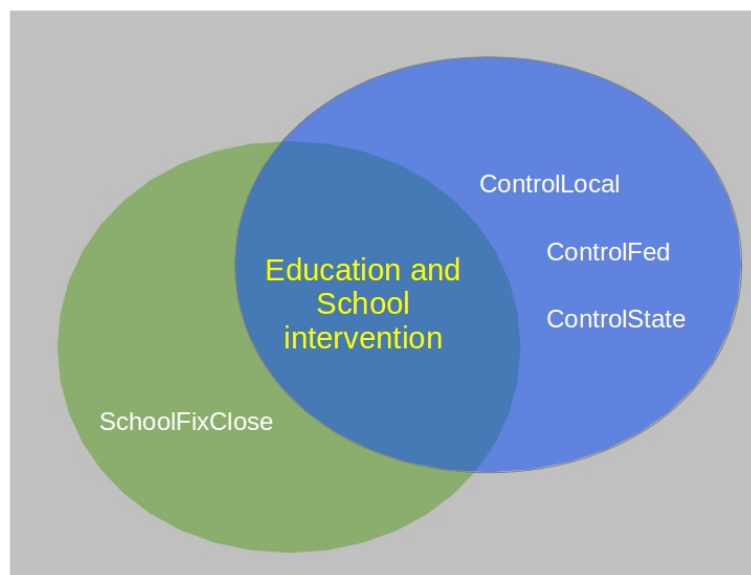 ControlLocal
ControlFed
Education and
School
intervention
ControlState
SchoolFixClose